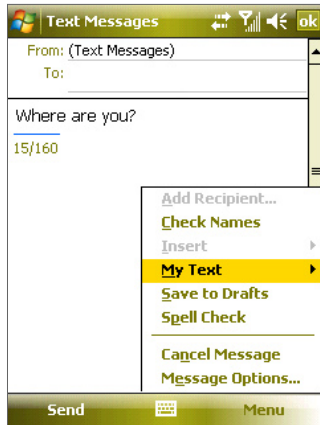 Text Messages ok
From: (Text Messages)
To:
Where are you?
15/160
Add Recipient...
Check Names
Insert
My Text
Save to Drafts
Spell Check
Cancel Message
Message Options...
Send Menu